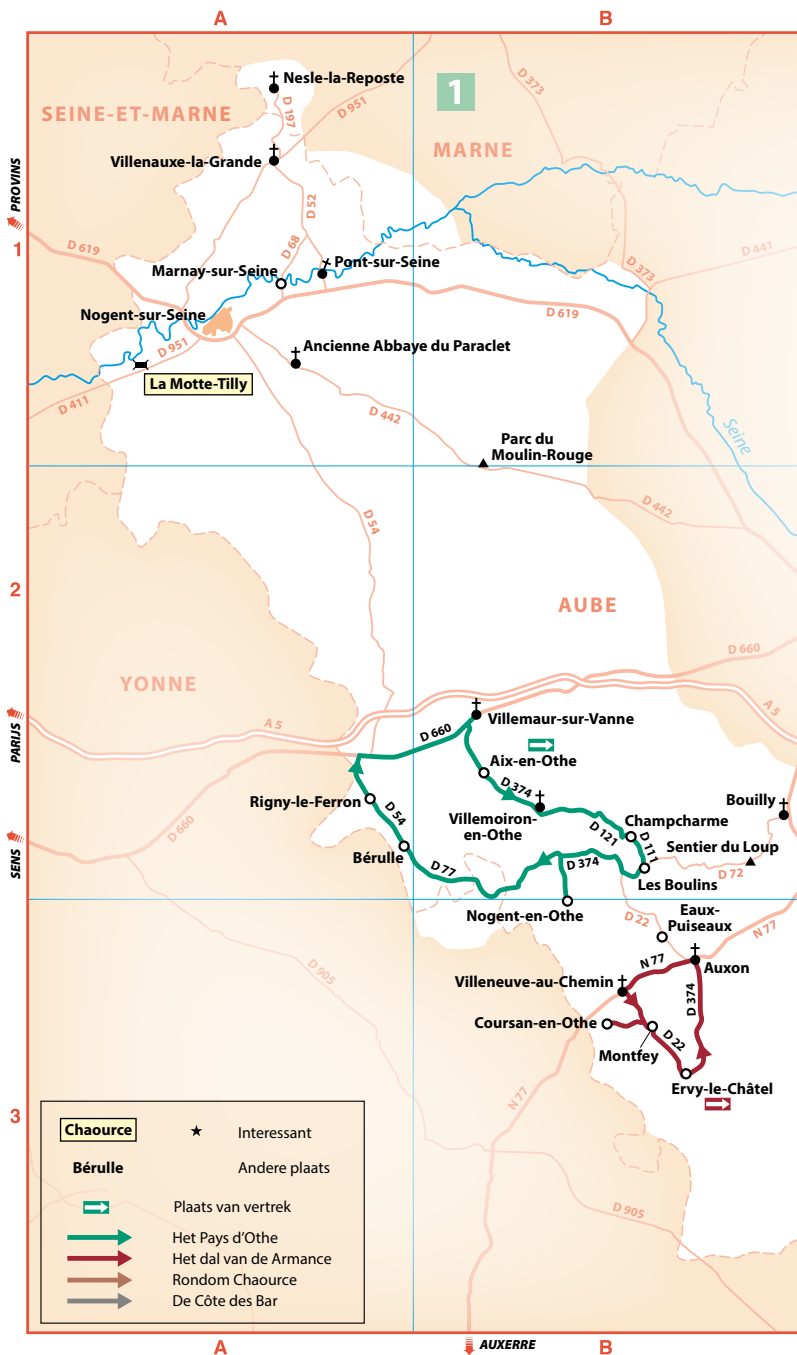 A
B
Nesle-la-Reposte
SEINE-ET-MARNE
1
D 197
D 951
D 373
MARNE
Villenauxe-la-Grande
PROVINS
D 52
1
D 619
D 68
Pont-sur-Seine
Marnay-sur-Seine
D 373
D 441
Nogent-sur-Seine
D 619
D 951
Ancienne Abbaye du Paraclet
La Motte-Tilly
D 411
D 442
Seine
Parc du
Moulin-Rouge
D 442
D 54
2
AUBE
D 660
YONNE
PARIJS
A 5
A 5
Villemaur-sur-Vanne
D 660
Aix-en-Othe
D 374
Rigny-le-Ferron
D 54
Villemoiron-
en-Othe
Bouilly
Champcharme
D 121
D 111
Sentier du Loup
D 660
SENS
Bérulle
D 77
D 374
D 72
Les Boulins
Nogent-en-Othe
D 22
Eaux-
Puiseaux
N 77
D 905
N 77
Auxon
Villeneuve-au-Chemin
D 374
Coursan-en-Othe
D 22
Montfey
Ervy-le-Châtel
N 77
3
Chaource
Interessant
Bérulle
Andere plaats
Plaats van vertrek
D 905
Het Pays d'Othe
Het dal van de Armance
Rondom Chaource
De Côte des Bar
A
AUXERRE
B